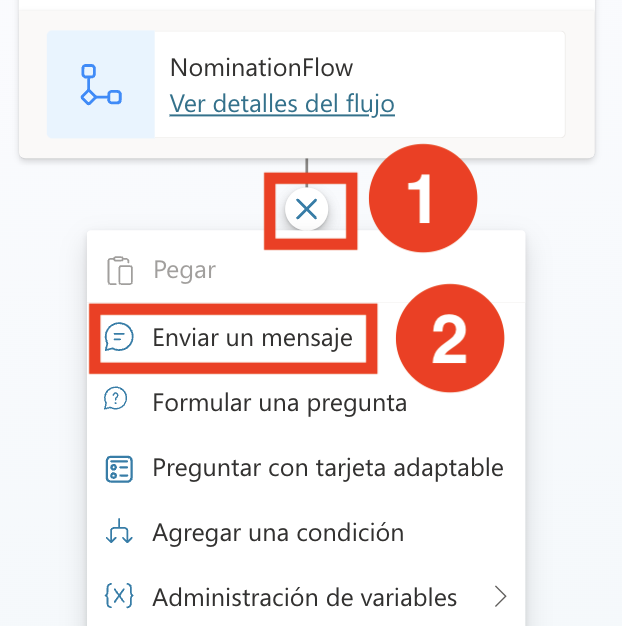 NominationFlow
Ver detalles del flujo
1
Pegar
Enviar un mensaje
2
Formular una pregunta
Preguntar con tarjeta adaptable
Agregar una condición
{x} Administración de variables